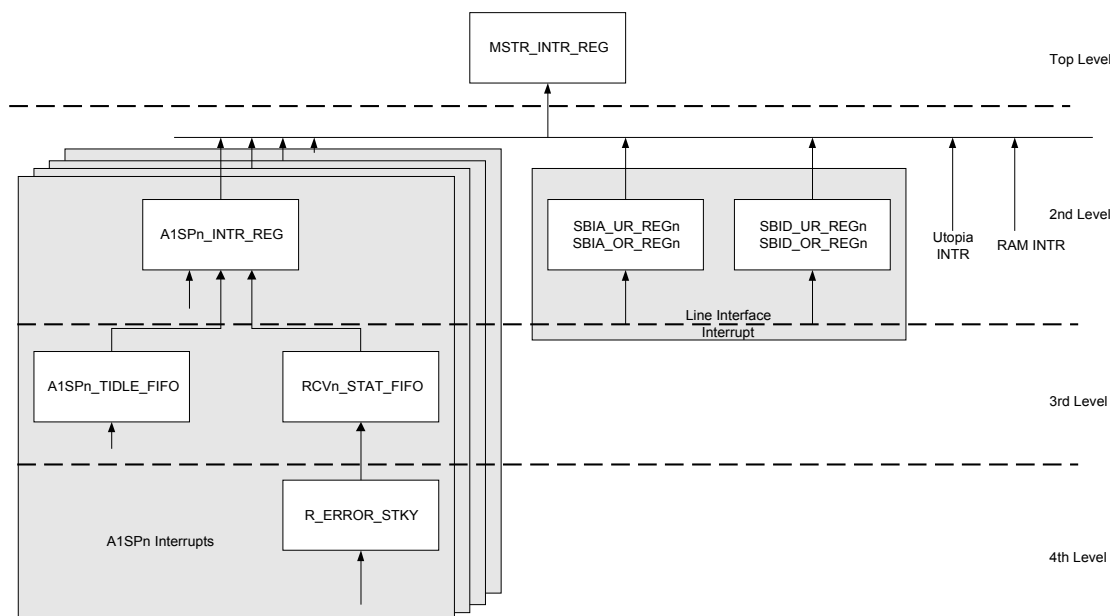 MSTR_INTR_REG
Top Level
A1SPn_INTR_REG
SBIA_UR_REGn
SBIA_OR_REGn
SBID_UR_REGn
SBID_OR_REGn
Utopia
INTR
RAM INTR
2nd Level
Line Interface
Interrupt
A1SPn_TIDLE_FIFO
RCVn_STAT_FIFO
3rd Level
R_ERROR_STKY
A1SPn Interrupts
4th Level